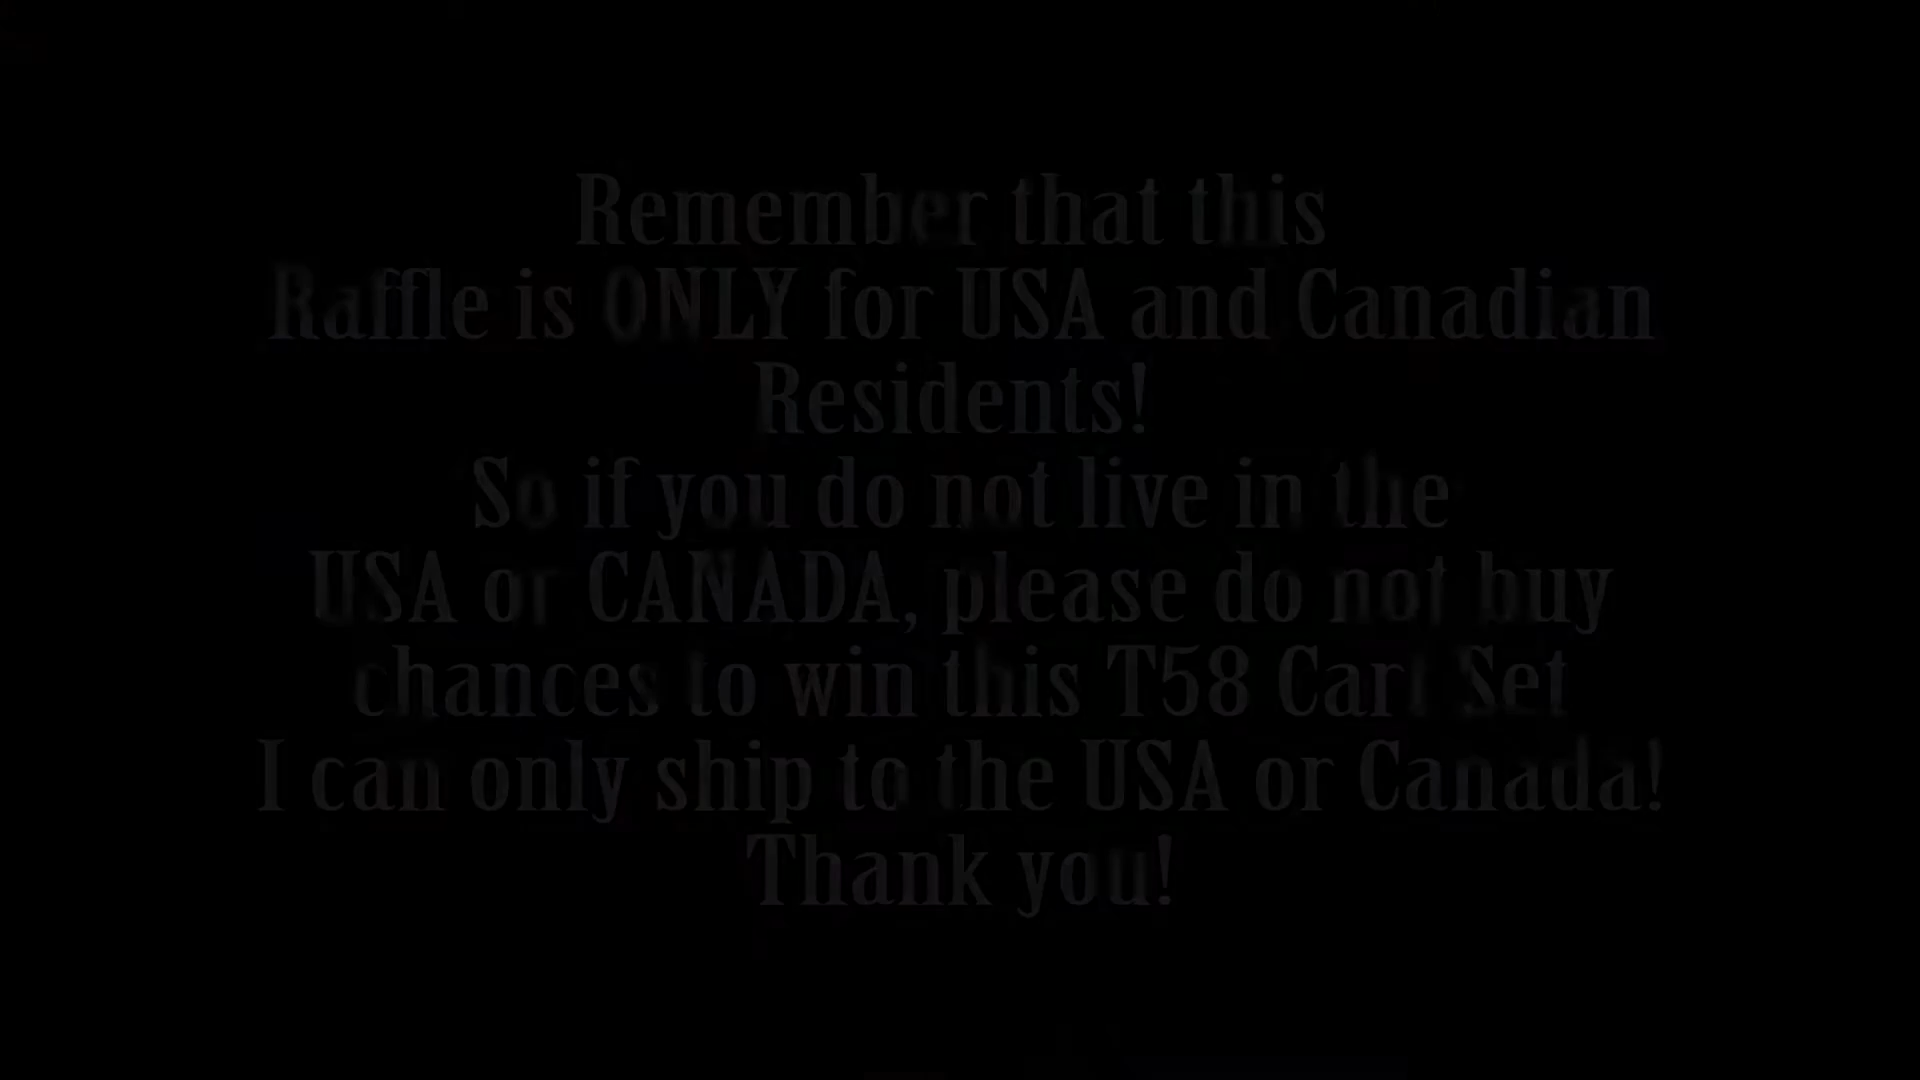 Remember that this
Raffle is ONLY for USA and Canadian
Residents!
So if you do not live in the
USA or CANADA, please do not buy
chances to win this T58 Cart Set
I can only ship to the USA or Canada!
Thank you!